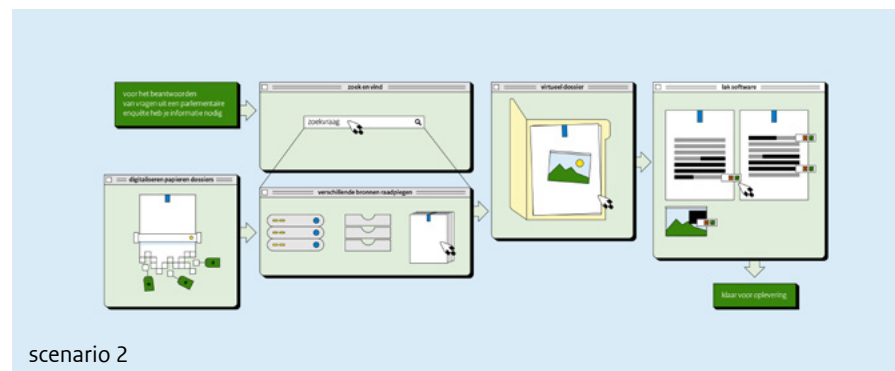 voor het beantwoorden
van vragen uit een parlementaire
enquête heb je informatie nodig
zoek en vind
zoekvraag
virtueel dossier
lak software
digitaliseren papieren dossiers
verschillende bronnen raadplegen
klaar voor oplevering
scenario 2